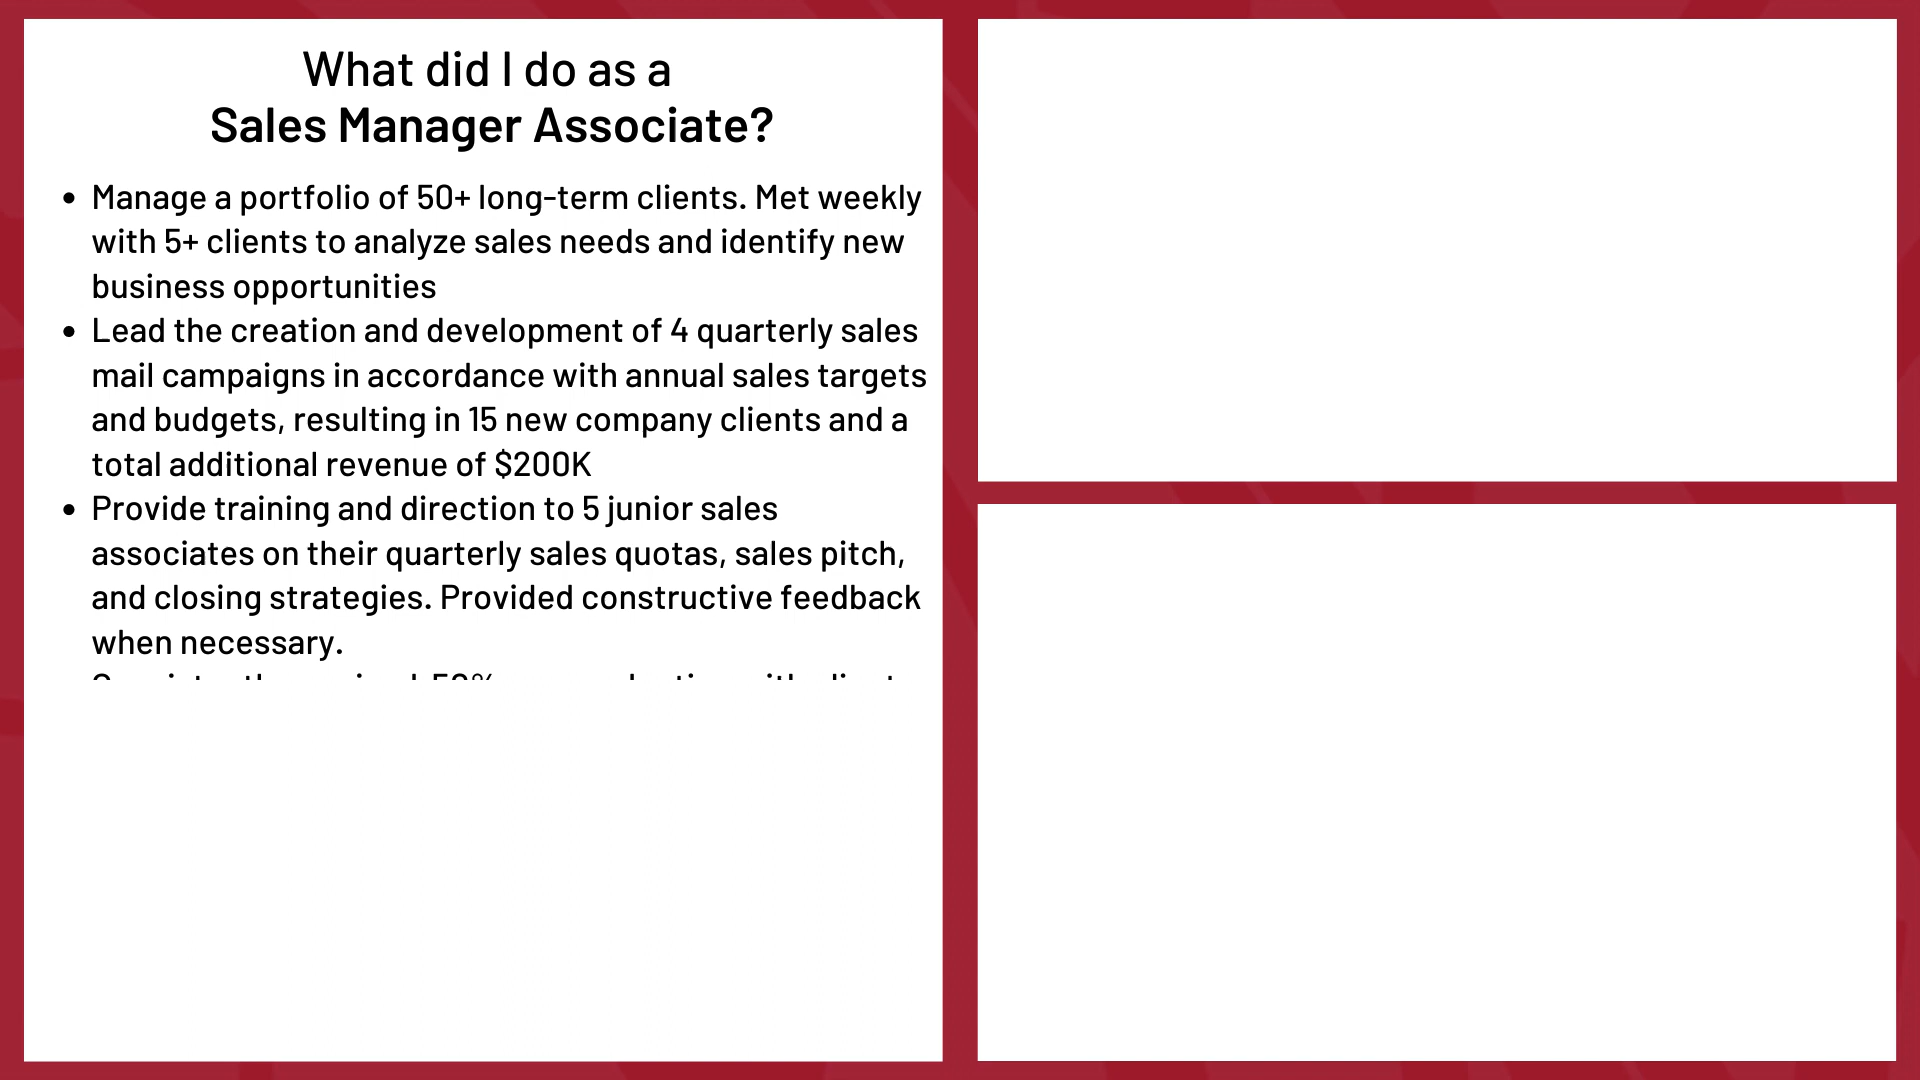 What did I do as a
Sales Manager Associate?
• Manage a portfolio of 50+ long-term clients. Met weekly
with 5+ clients to analyze sales needs and identify new
business opportunities
• Lead the creation and development of 4 quarterly sales
mail campaigns in accordance with annual sales targets
and budgets, resulting in 15 new company clients and a
total additional revenue of $200K
• Provide training and direction to 5 junior sales
associates on their quarterly sales quotas, sales pitch,
and closing strategies. Provided constructive feedback
when necessary.